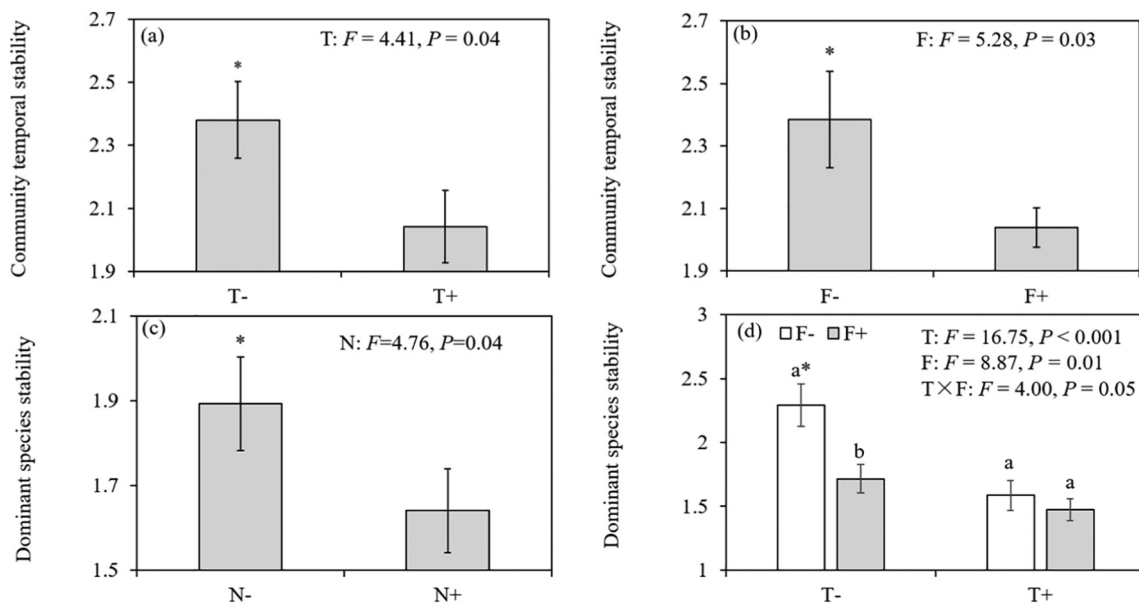 (a)
T: F = 4.41, P = 0.04
Community temporal stability
2.7
2.5
2.3
2.1
1.9
*
T-
T+
(b)
F: F = 5.28, P = 0.03
Community temporal stability
2.7
2.5
2.3
2.1
1.9
*
F-
F+
(c)
N: F=4.76, P=0.04
Dominant species stability
2.1
1.9
1.7
1.5
*
N-
N+
(d)
F- F+
T: F = 16.75, P < 0.001
F: F = 8.87, P = 0.01
T×F: F = 4.00, P = 0.05
Dominant species stability
3
2.5
2
1.5
1
a*
b
a
a
T-
T+